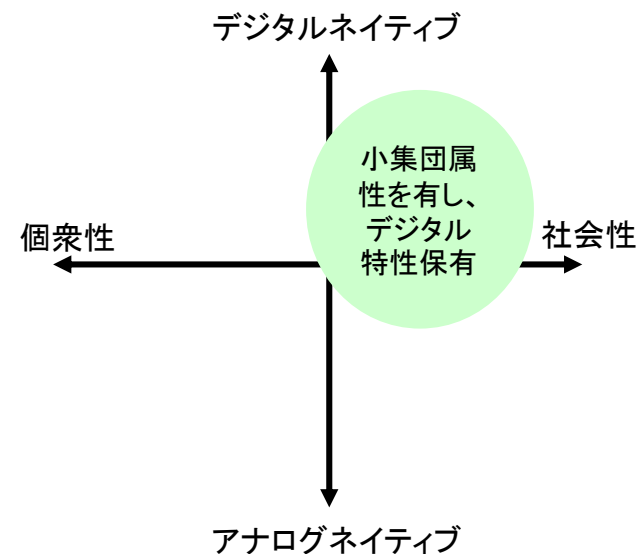 デジタルネイティブ
小集団属
性を有し、
デジタル
特性保有
個衆性
社会性
アナログネイティブ